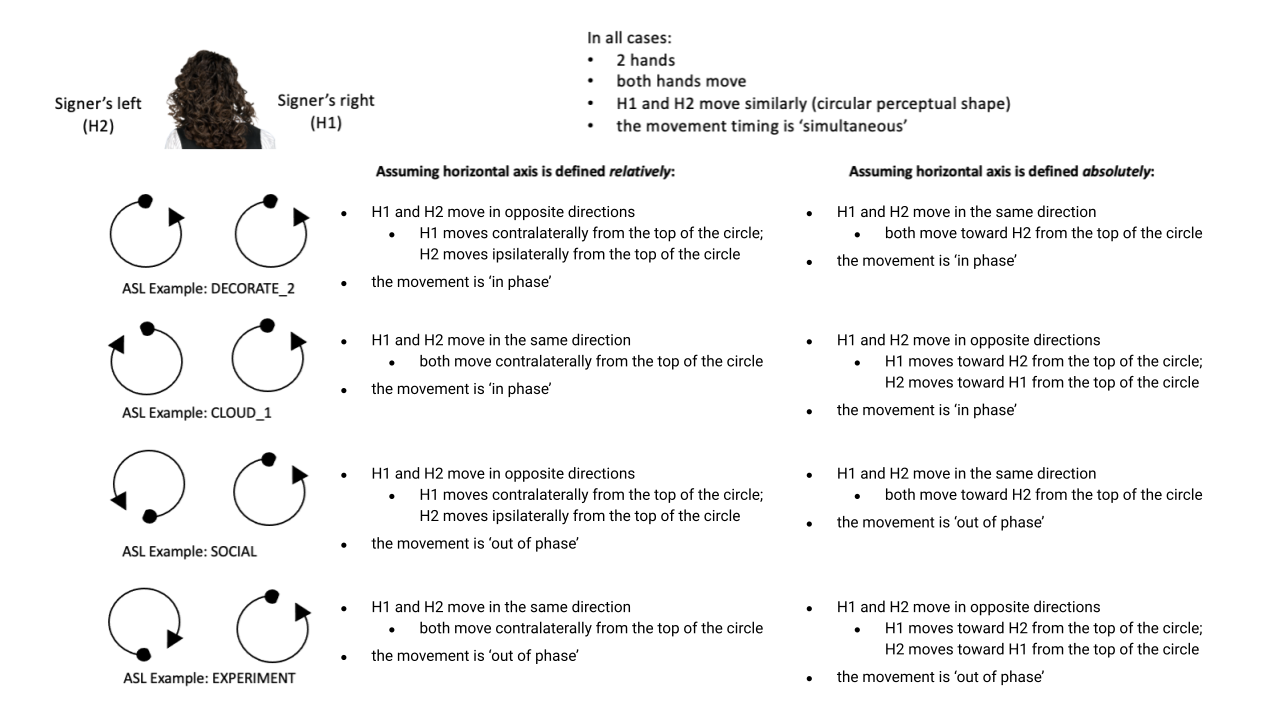 In all cases:
• 2 hands
• both hands move
• H1 and H2 move similarly (circular perceptual shape)
• the movement timing is ‘simultaneous’
Signer’s left
(H2)
Signer’s right
(H1)
Assuming horizontal axis is defined relatively:
Assuming horizontal axis is defined absolutely:
• H1 and H2 move in opposite directions
• H1 moves contralaterally from the top of the circle;
H2 moves ipsilaterally from the top of the circle
• the movement is ‘in phase’
• H1 and H2 move in the same direction
• both move toward H2 from the top of the circle
• the movement is ‘in phase’
ASL Example: DECORATE_2
• H1 and H2 move in the same direction
• both move contralaterally from the top of the circle
• the movement is ‘in phase’
• H1 and H2 move in opposite directions
• H1 moves toward H2 from the top of the circle;
H2 moves toward H1 from the top of the circle
• the movement is ‘in phase’
ASL Example: CLOUD_1
• H1 and H2 move in opposite directions
• H1 moves contralaterally from the top of the circle;
H2 moves ipsilaterally from the top of the circle
• the movement is ‘out of phase’
• H1 and H2 move in the same direction
• both move toward H2 from the top of the circle
• the movement is ‘out of phase’
ASL Example: SOCIAL
• H1 and H2 move in the same direction
• both move contralaterally from the top of the circle
• the movement is ‘out of phase’
• H1 and H2 move in opposite directions
• H1 moves toward H2 from the top of the circle;
H2 moves toward H1 from the top of the circle
• the movement is ‘out of phase’
ASL Example: EXPERIMENT